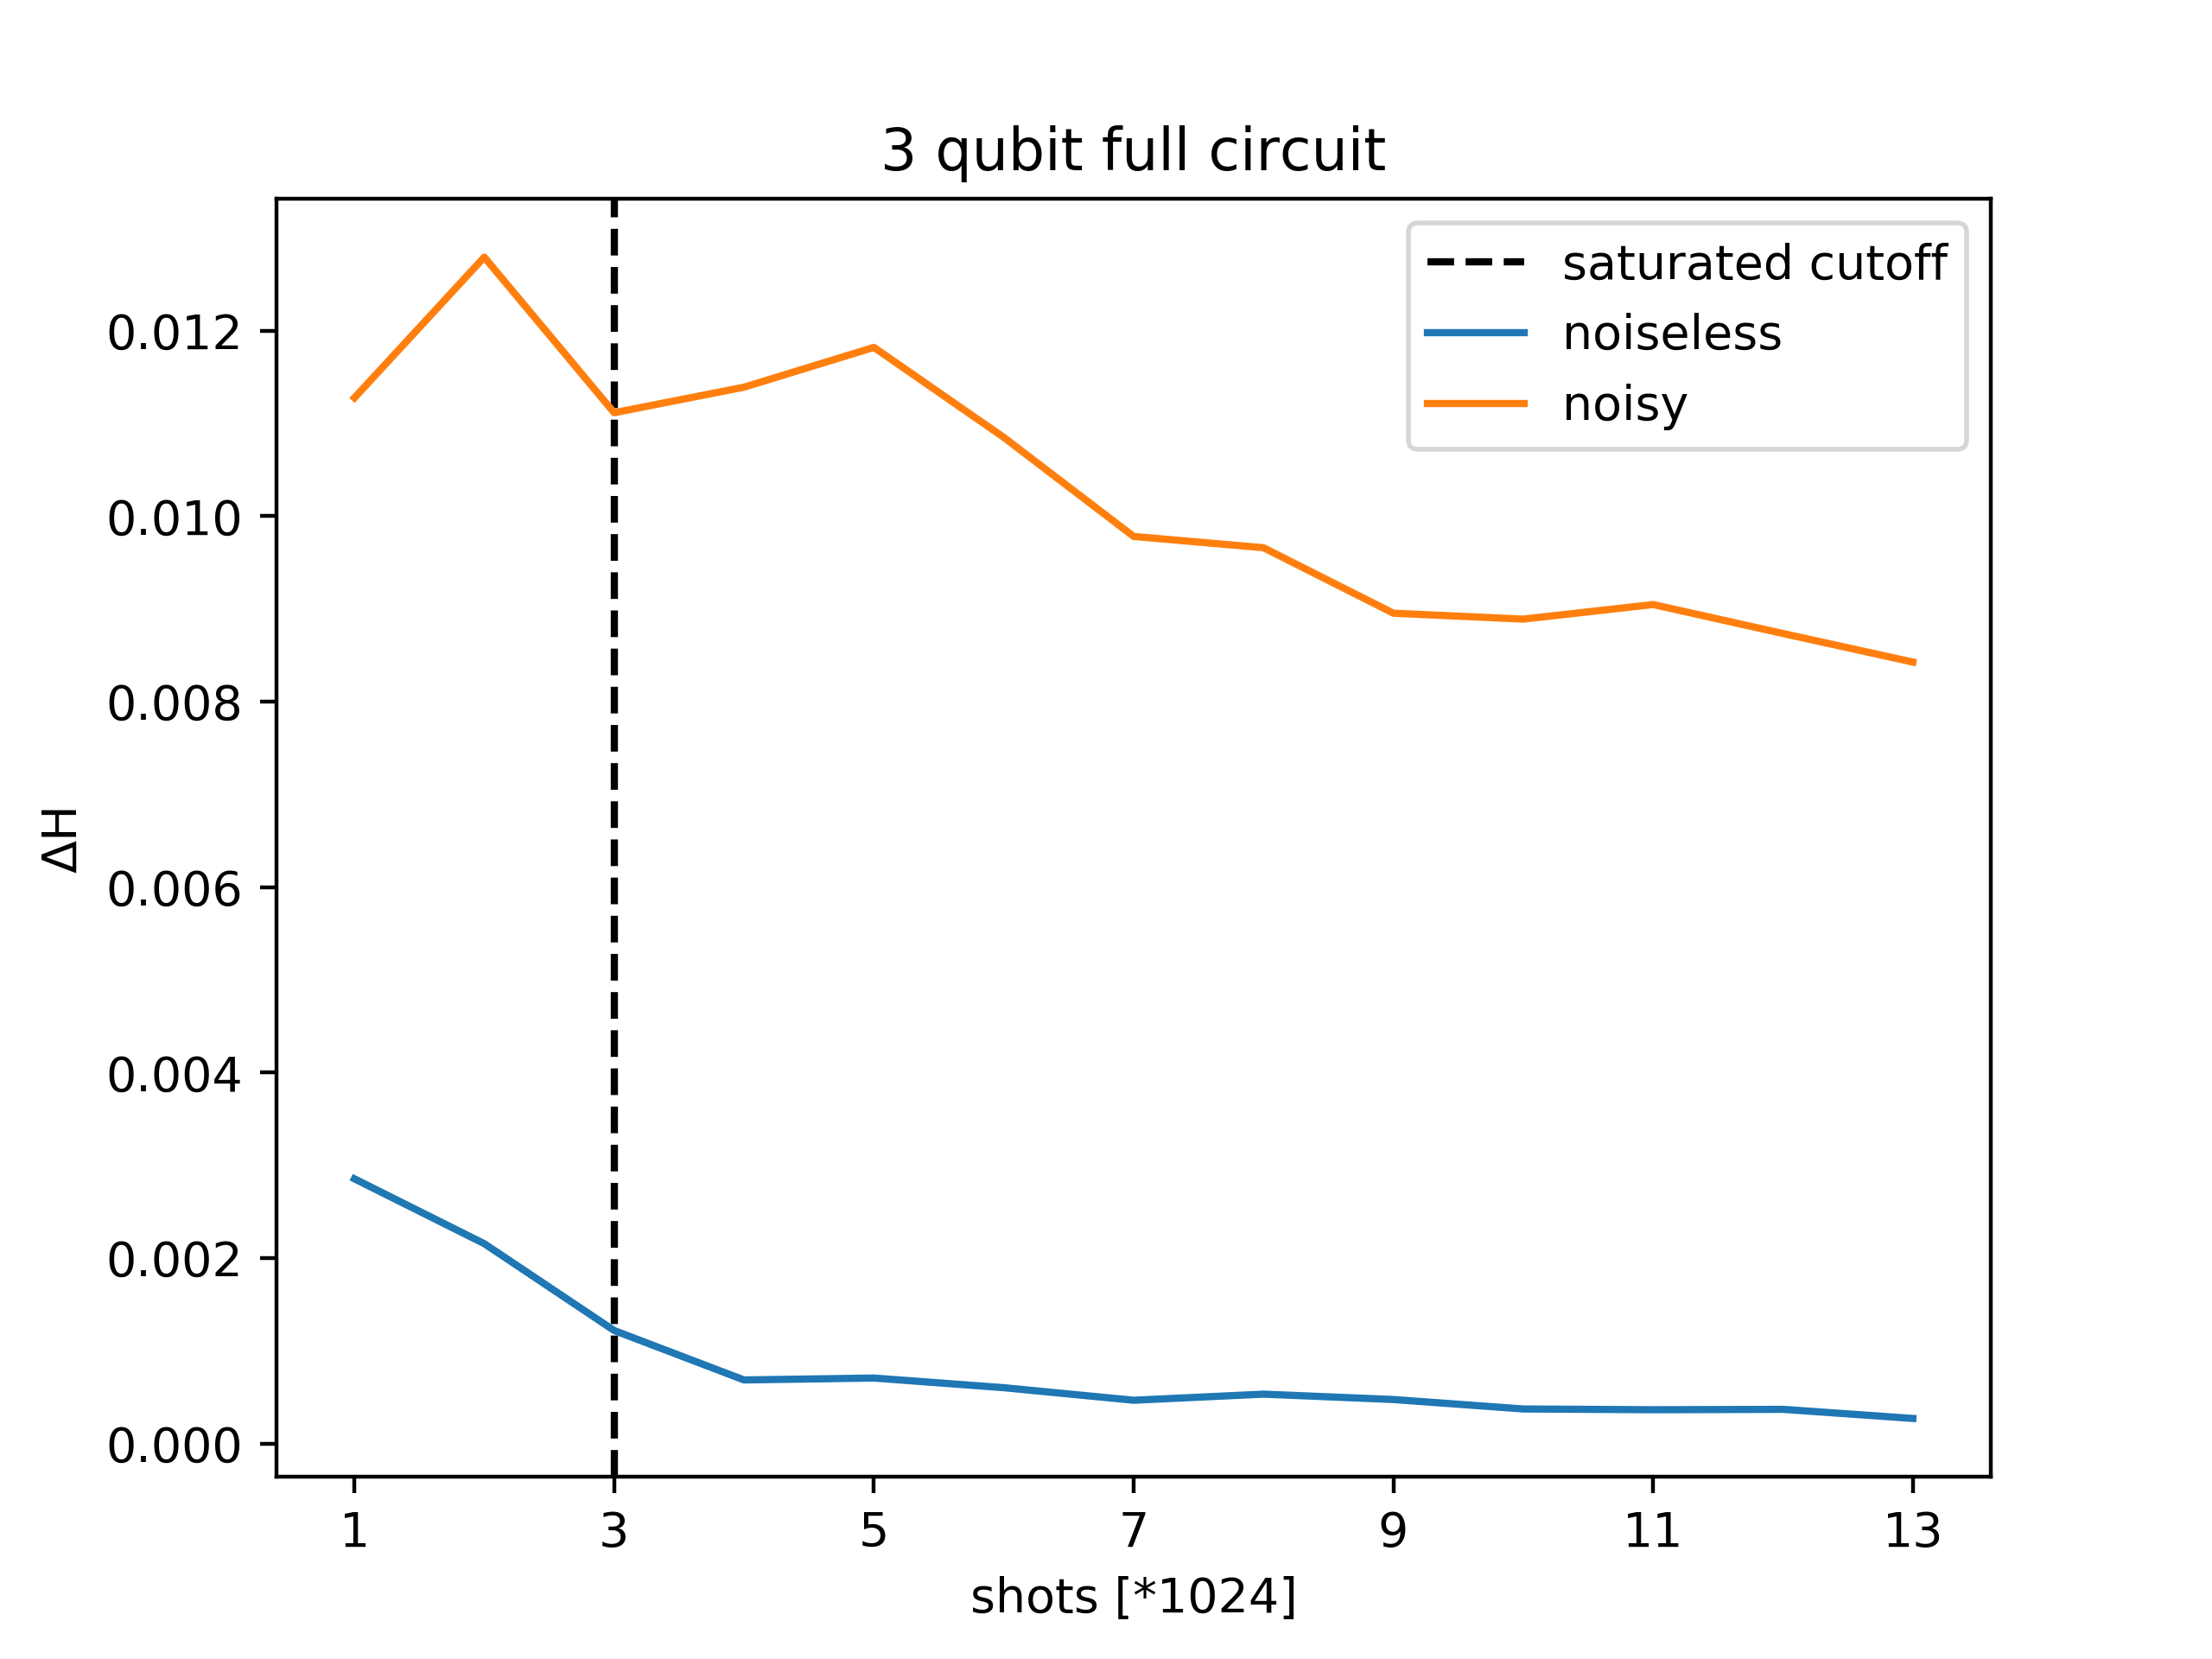 3 qubit full circuit
saturated cutoff
noiseless
noisy
0.012
0.010
0.008
0.006
0.004
0.002
0.000
ΔH
1 3 5 7 9 11 13
shots [*1024]